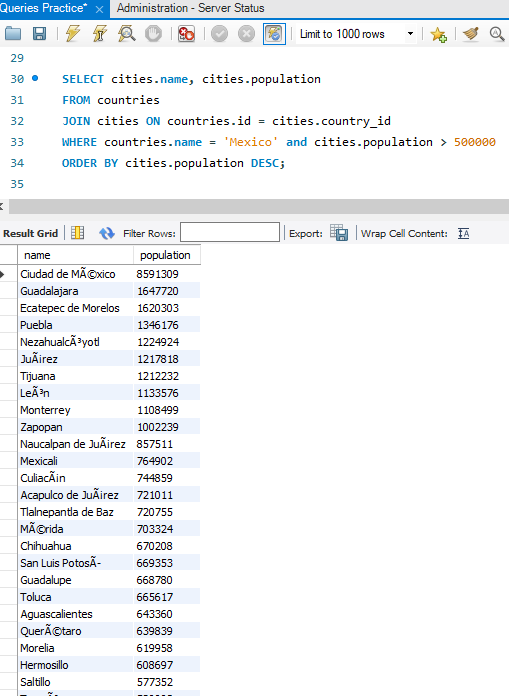 Queries Practice* × Administration - Server Status
Limit to 1000 rows
29
30 SELECT cities.name, cities.population
31 FROM countries
32 JOIN cities ON countries.id = cities.country_id
33 WHERE countries.name = 'Mexico' and cities.population > 500000
34 ORDER BY cities.population DESC;
35
Result Grid Filter Rows: Export: Wrap Cell Content:
name population
Ciudad de MÃ©xico 8591309
Guadalajara 1647720
Ecatepec de Morelos 1620303
Puebla 1346176
NezahualcÃ³yotl 1224924
JuÃ¡rez 1217818
Tijuana 1212232
LeÃ³n 1133576
Monterrey 1108499
Zapopan 1002239
Naucalpan de JuÃ¡rez 857511
Mexicali 764902
CuliacÃ¡n 744859
Acapulco de JuÃ¡rez 721011
Tlalnepantla de Baz 720755
MÃ©rida 703324
Chihuahua 670208
San Luis PotosÃ- 669353
Guadalupe 668780
Toluca 665617
Aguascalientes 643360
QuerÃ©taro 639839
Morelia 619958
Hermosillo 608697
Saltillo 577352